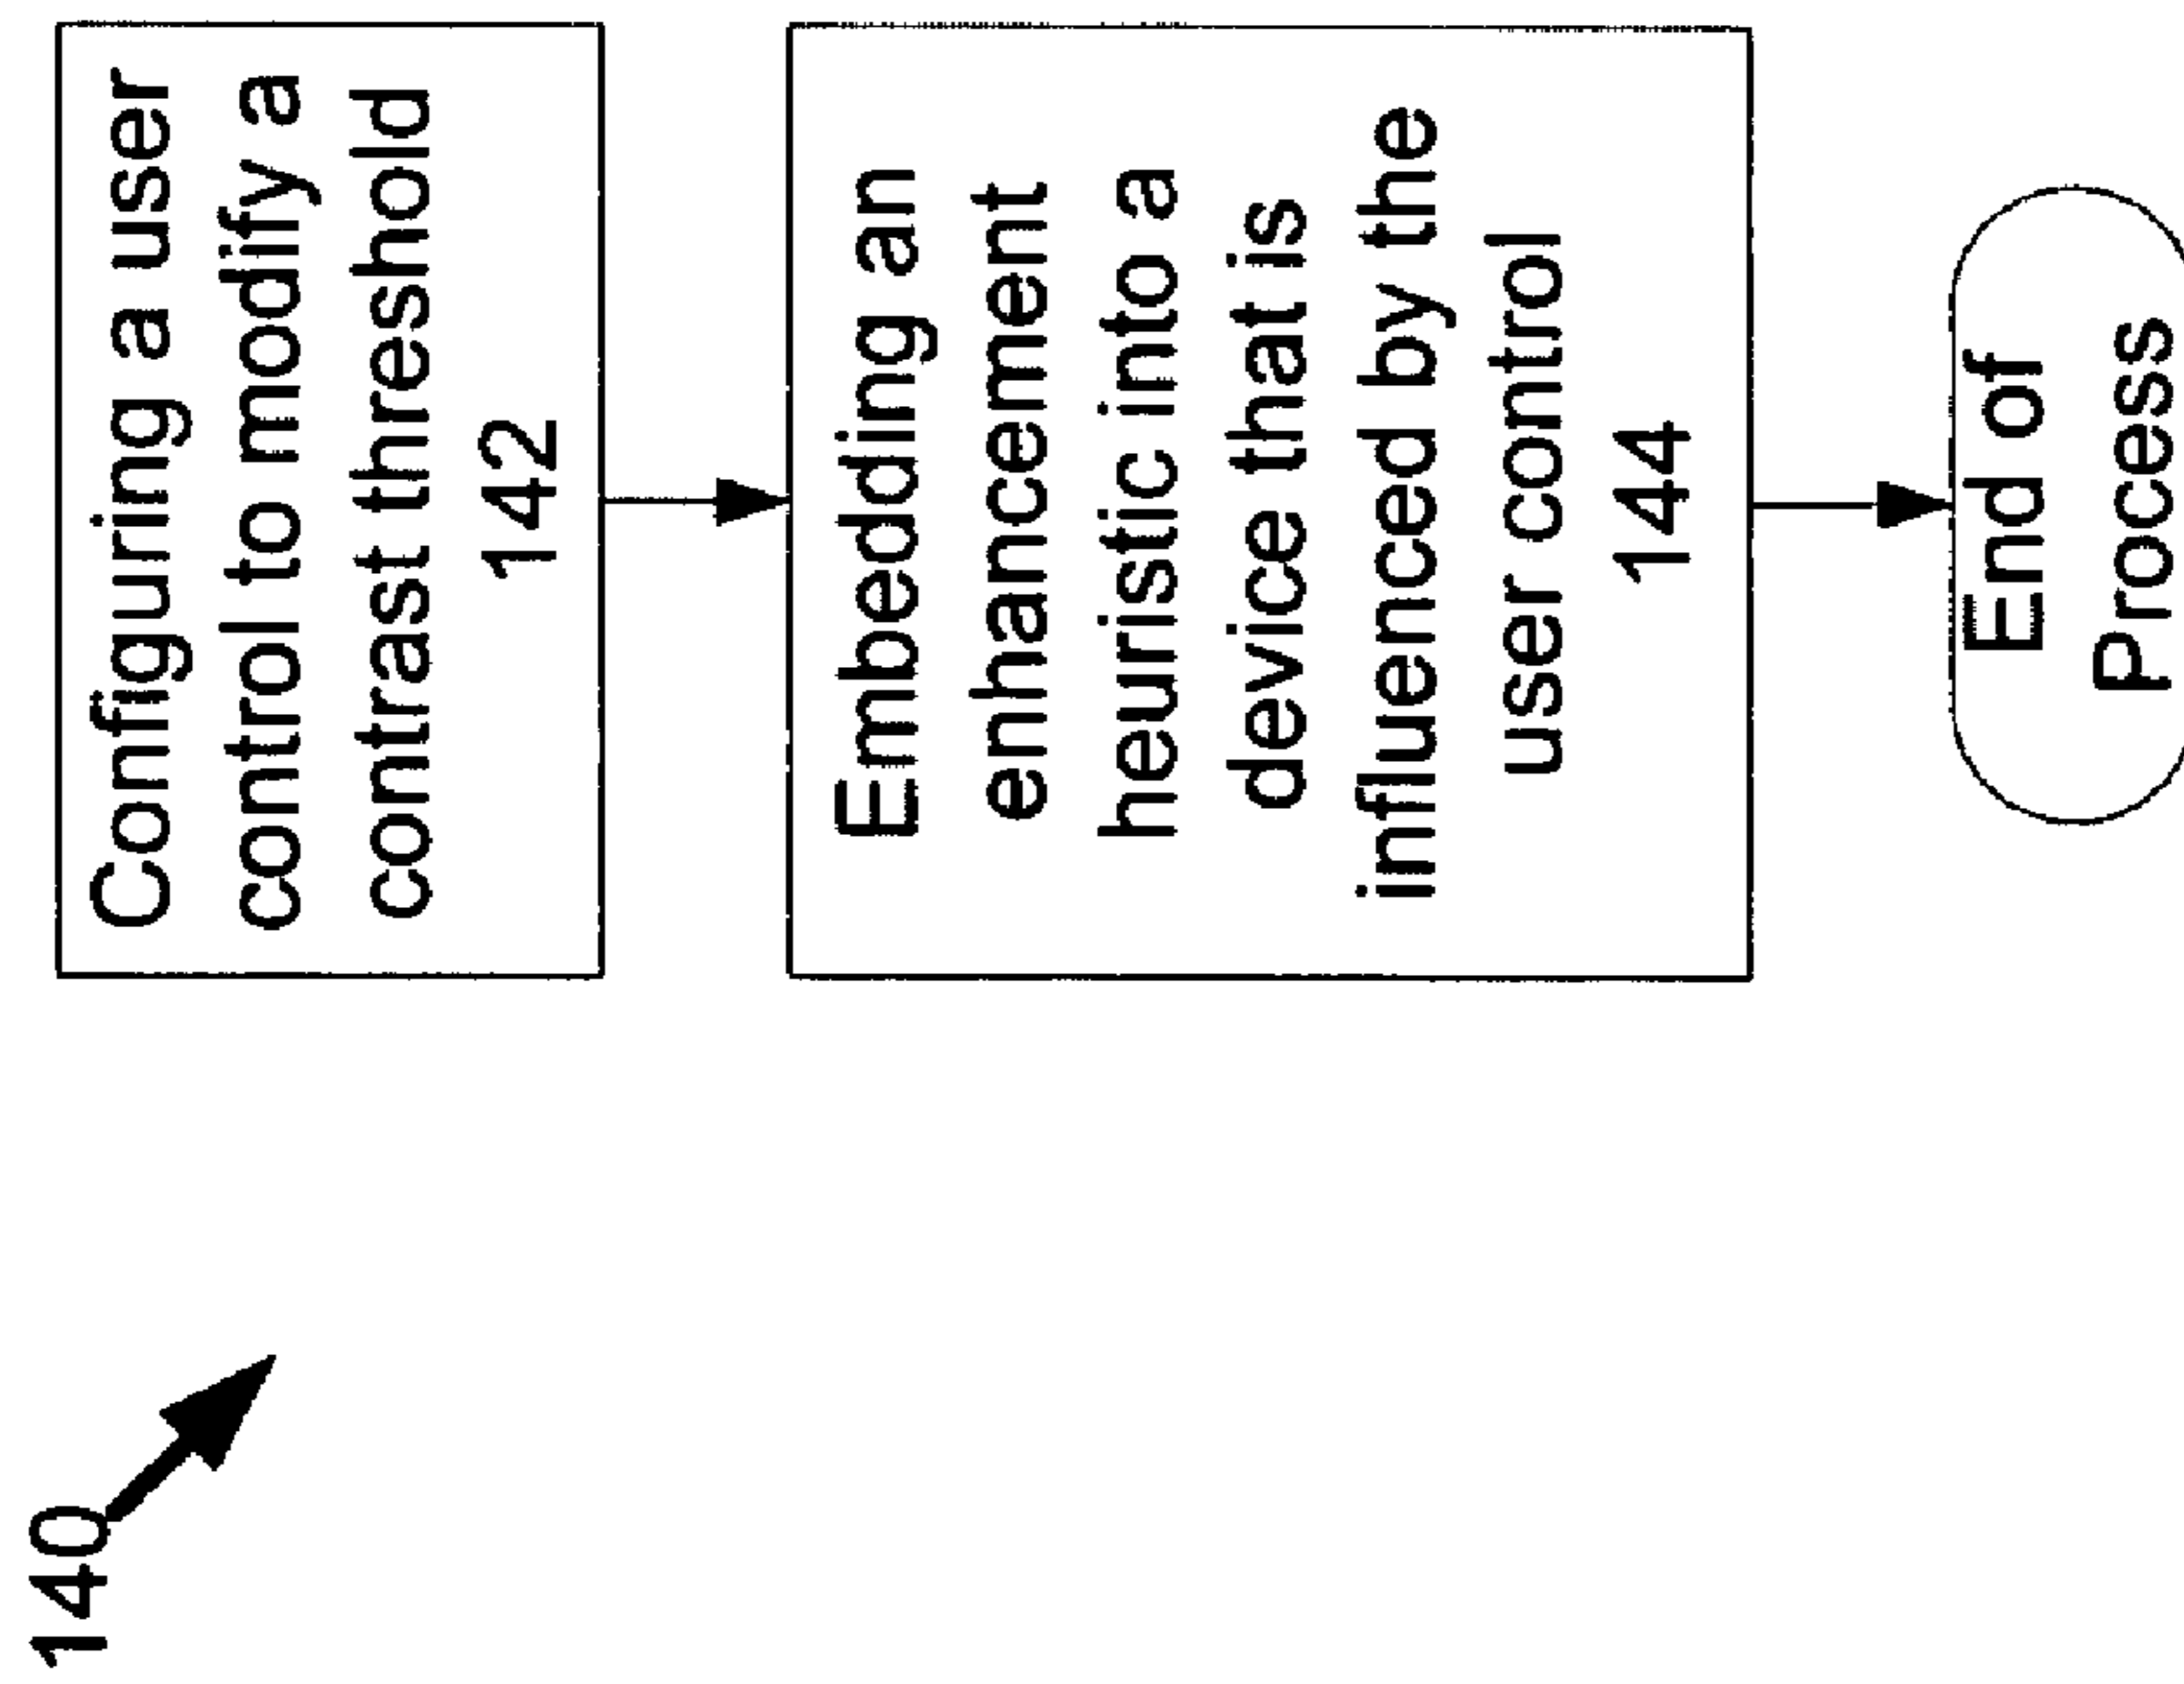 140
Configuring a user
control to modify a
contrast threshold
142
Embedding an
enhancement
heuristic into a
device that is
influenced by the
user control
144
End of
Process